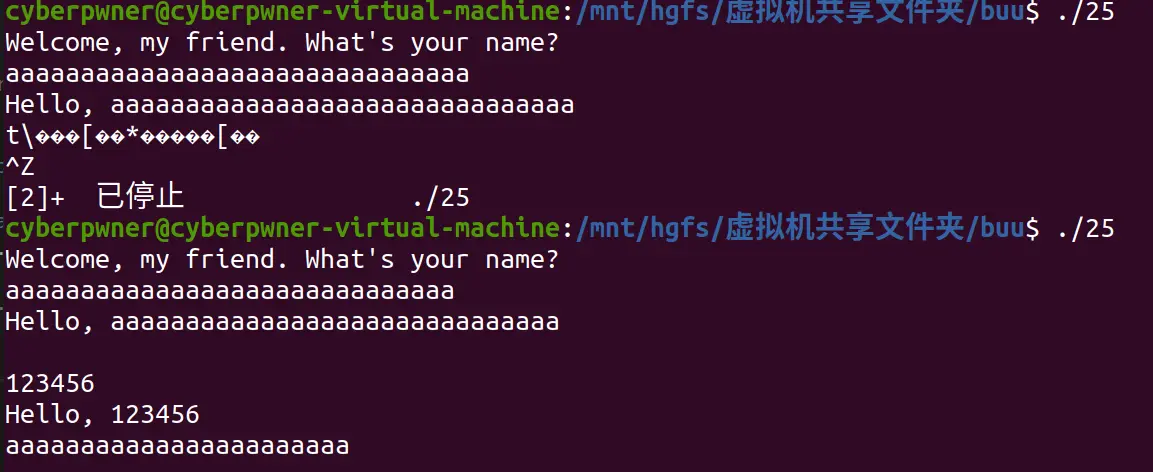 cyberpwner@cyberpwner-virtual-machine:/mnt/hgfs/虚拟机共享文件夹/buu$ ./25
Welcome, my friend. What's your name?
aaaaaaaaaaaaaaaaaaaaaaaaaaaaaaa
Hello, aaaaaaaaaaaaaaaaaaaaaaaaaaaaaaa
t\���[��*�����[��
^Z
[2]+  已停止               ./25
cyberpwner@cyberpwner-virtual-machine:/mnt/hgfs/虚拟机共享文件夹/buu$ ./25
Welcome, my friend. What's your name?
aaaaaaaaaaaaaaaaaaaaaaaaaaaaaa
Hello, aaaaaaaaaaaaaaaaaaaaaaaaaaaaaa
123456
Hello, 123456
aaaaaaaaaaaaaaaaaaaaaaa